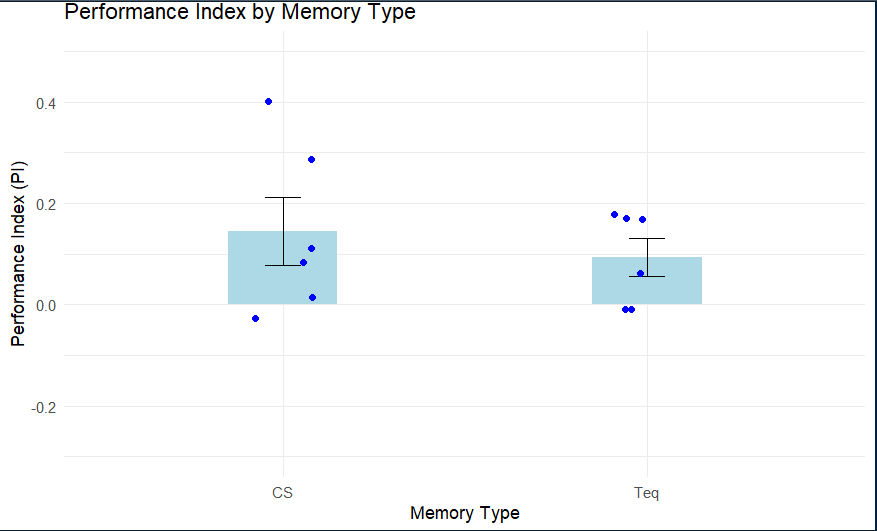 Performance Index by Memory Type
Performance Index (PI)
0.4
0.2
0.0
-0.2
CS
Teq
Memory Type